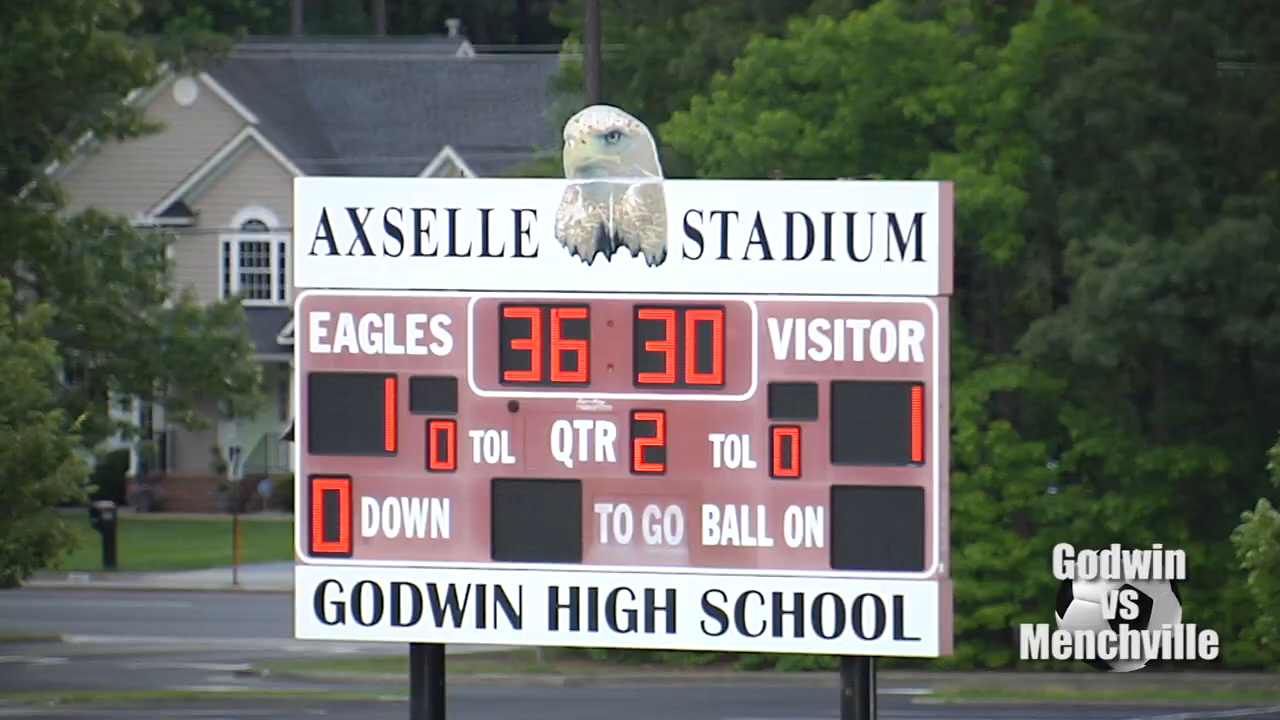 AXSELLE STADIUM
EAGLES 36:30 VISITOR
1 0 TOL QTR 2 TOL 0 1
0 DOWN TO GO BALL ON
GODWIN HIGH SCHOOL
Godwin
vs
Menchville